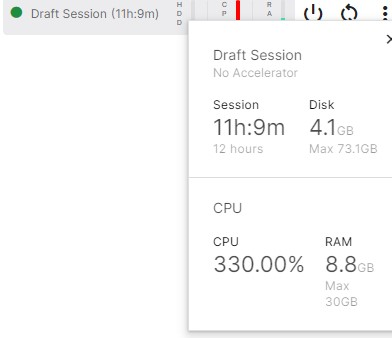 Draft Session (11h:9m)
H
D
D
C
P
R
A
Draft Session
No Accelerator
Session
Disk
11h:9m
4.1GB
12 hours
Max 73.1GB
CPU
CPU
RAM
330.00%
8.8GB
Max
30GB